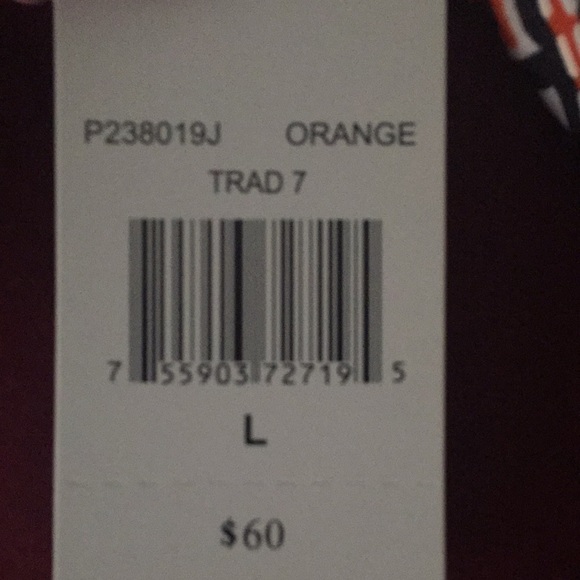 P238019J ORANGE
TRAD 7
7 55903 72719 5
L
$60